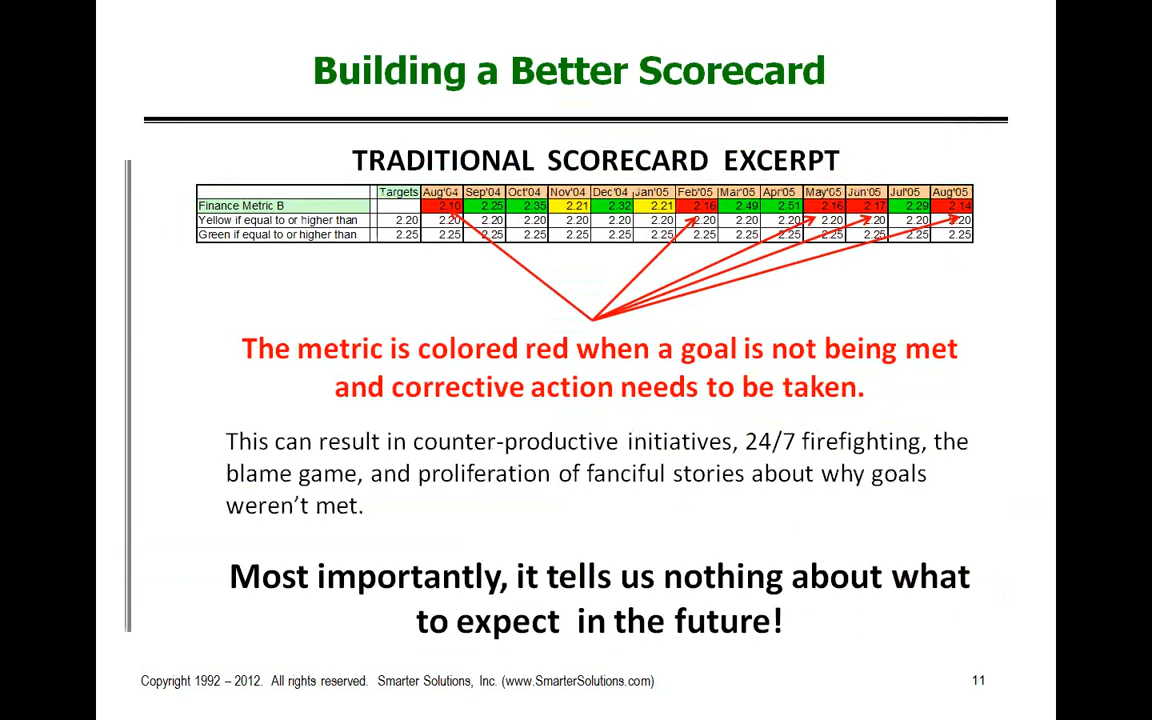 Building a Better Scorecard
TRADITIONAL SCORECARD EXCERPT
Targets Aug'04 Sep'04 Oct'04 Nov'04 Dec'04 Jan'05 Feb'05 Mar'05 Apr'05 May'05 Jun'05 Jul'05 Aug'05
Finance Metric B 2.10 2.25 2.35 2.21 2.32 2.21 2.16 2.49 2.51 2.16 2.17 2.29 2.14
Yellow if equal to or higher than 2.20 2.20 2.20 2.20 2.20 2.20 2.20 2.20 2.20 2.20 2.20 2.20 2.20 2.20
Green if equal to or higher than 2.25 2.25 2.25 2.25 2.25 2.25 2.25 2.25 2.25 2.25 2.25 2.25 2.25 2.25
The metric is colored red when a goal is not being met
and corrective action needs to be taken.
This can result in counter-productive initiatives, 24/7 firefighting, the
blame game, and proliferation of fanciful stories about why goals
weren't met.
Most importantly, it tells us nothing about what
to expect in the future!
Copyright 1992 – 2012. All rights reserved. Smarter Solutions, Inc. (www.SmarterSolutions.com)
11